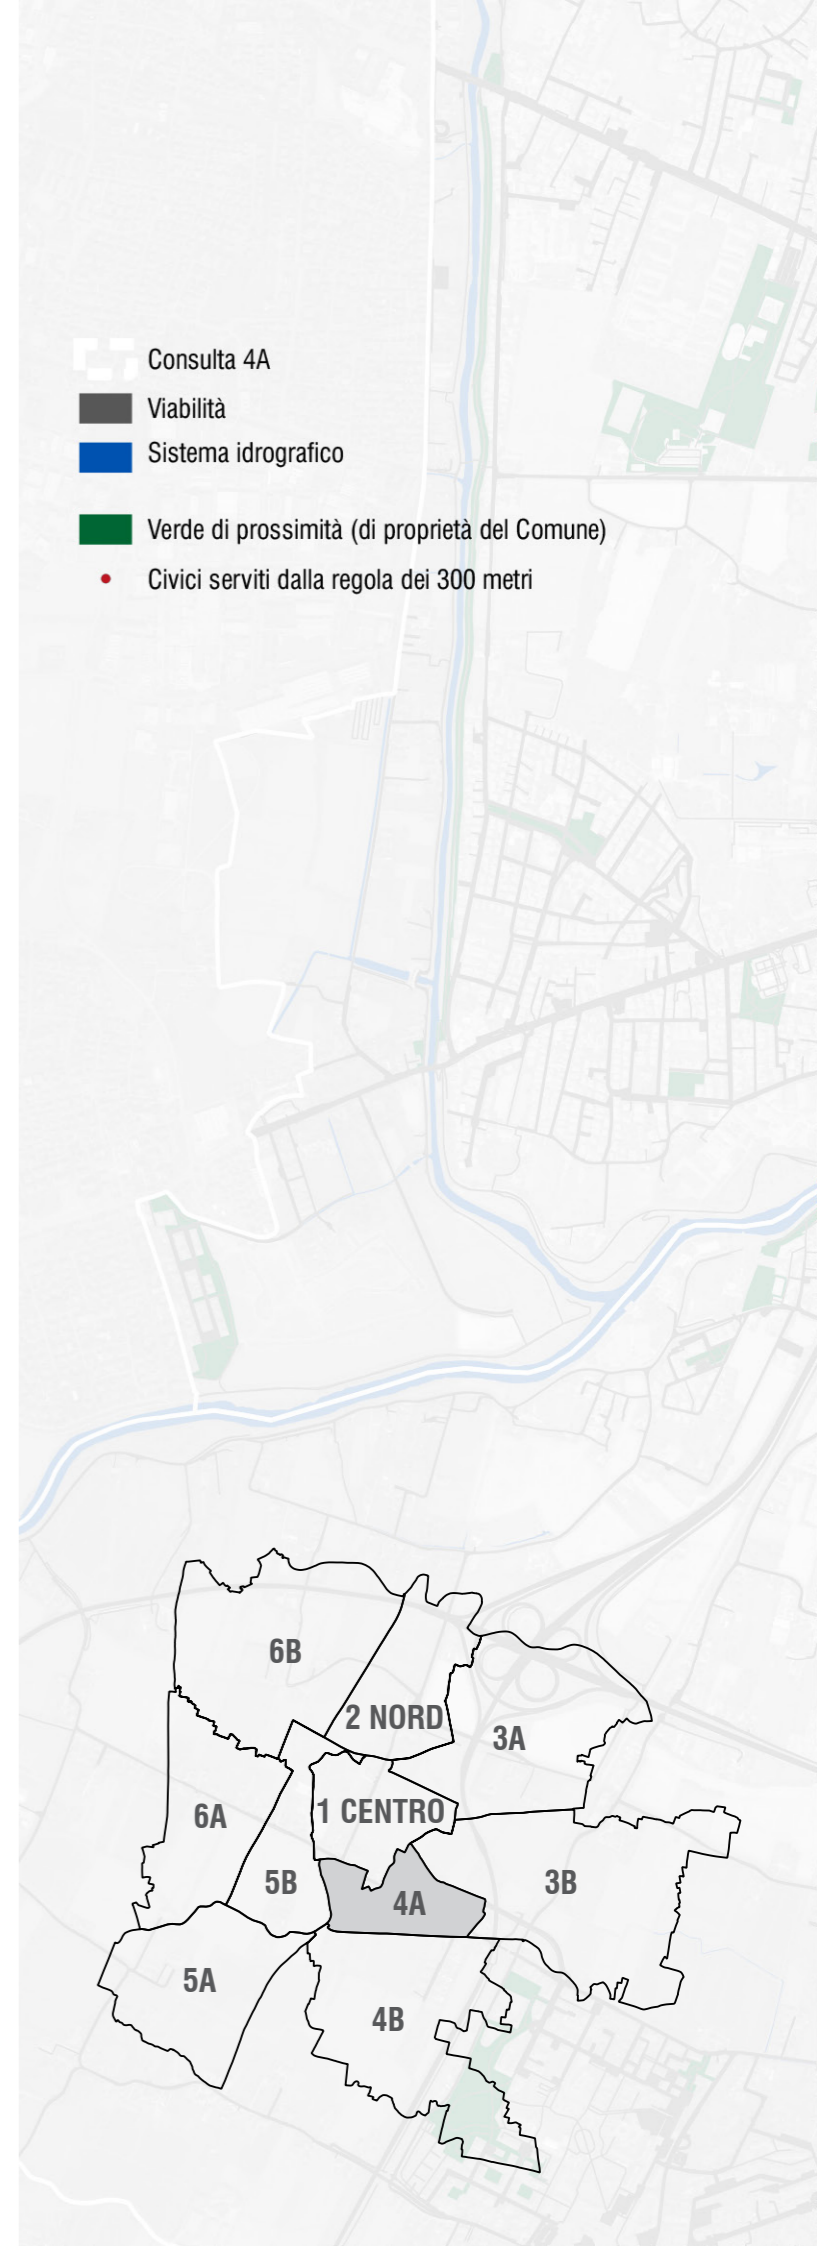 Consulta 4A
Viabilità
Sistema idrografico
Verde di prossimità (di proprietà del Comune)
Civici serviti dalla regola dei 300 metri
6B
2 NORD
3A
1 CENTRO
6A
5B
3B
4A
5A
4B